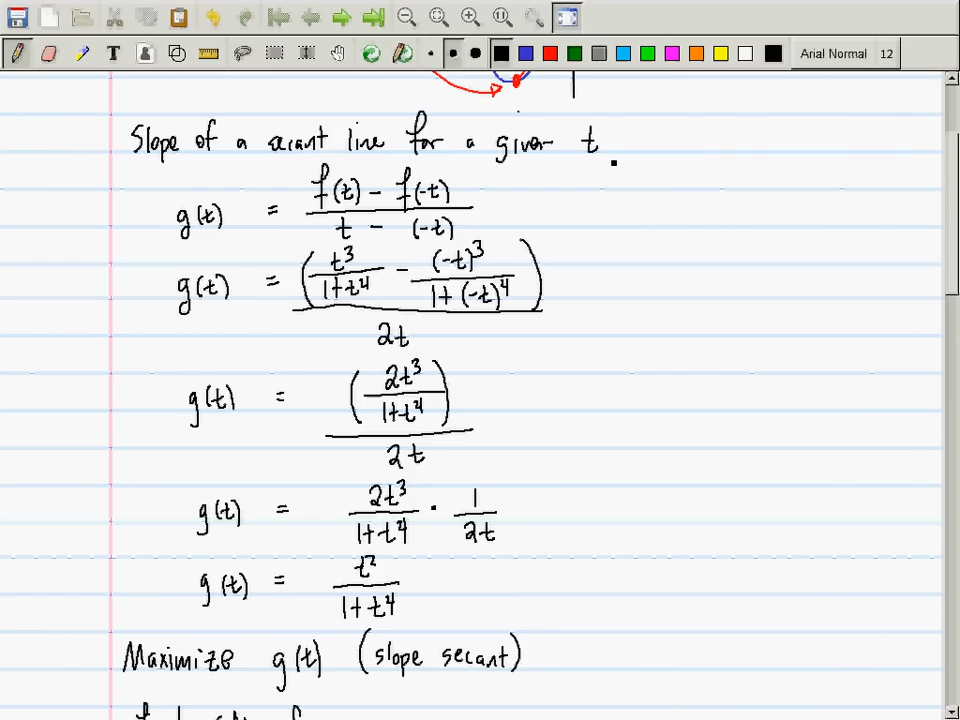 Arial Normal 12
Slope of a secant line for a given t
g(t) = (f(t) - f(-t)) / (t - (-t))
g(t) = (t³/(1+t⁴) - (-t)³/(1+(-t)⁴)) / 2t
g(t) = (2t³/(1+t⁴)) / 2t
g(t) = 2t³/(1+t⁴) · 1/2t
g(t) = t²/(1+t⁴)
Maximize g(t) (slope secant)